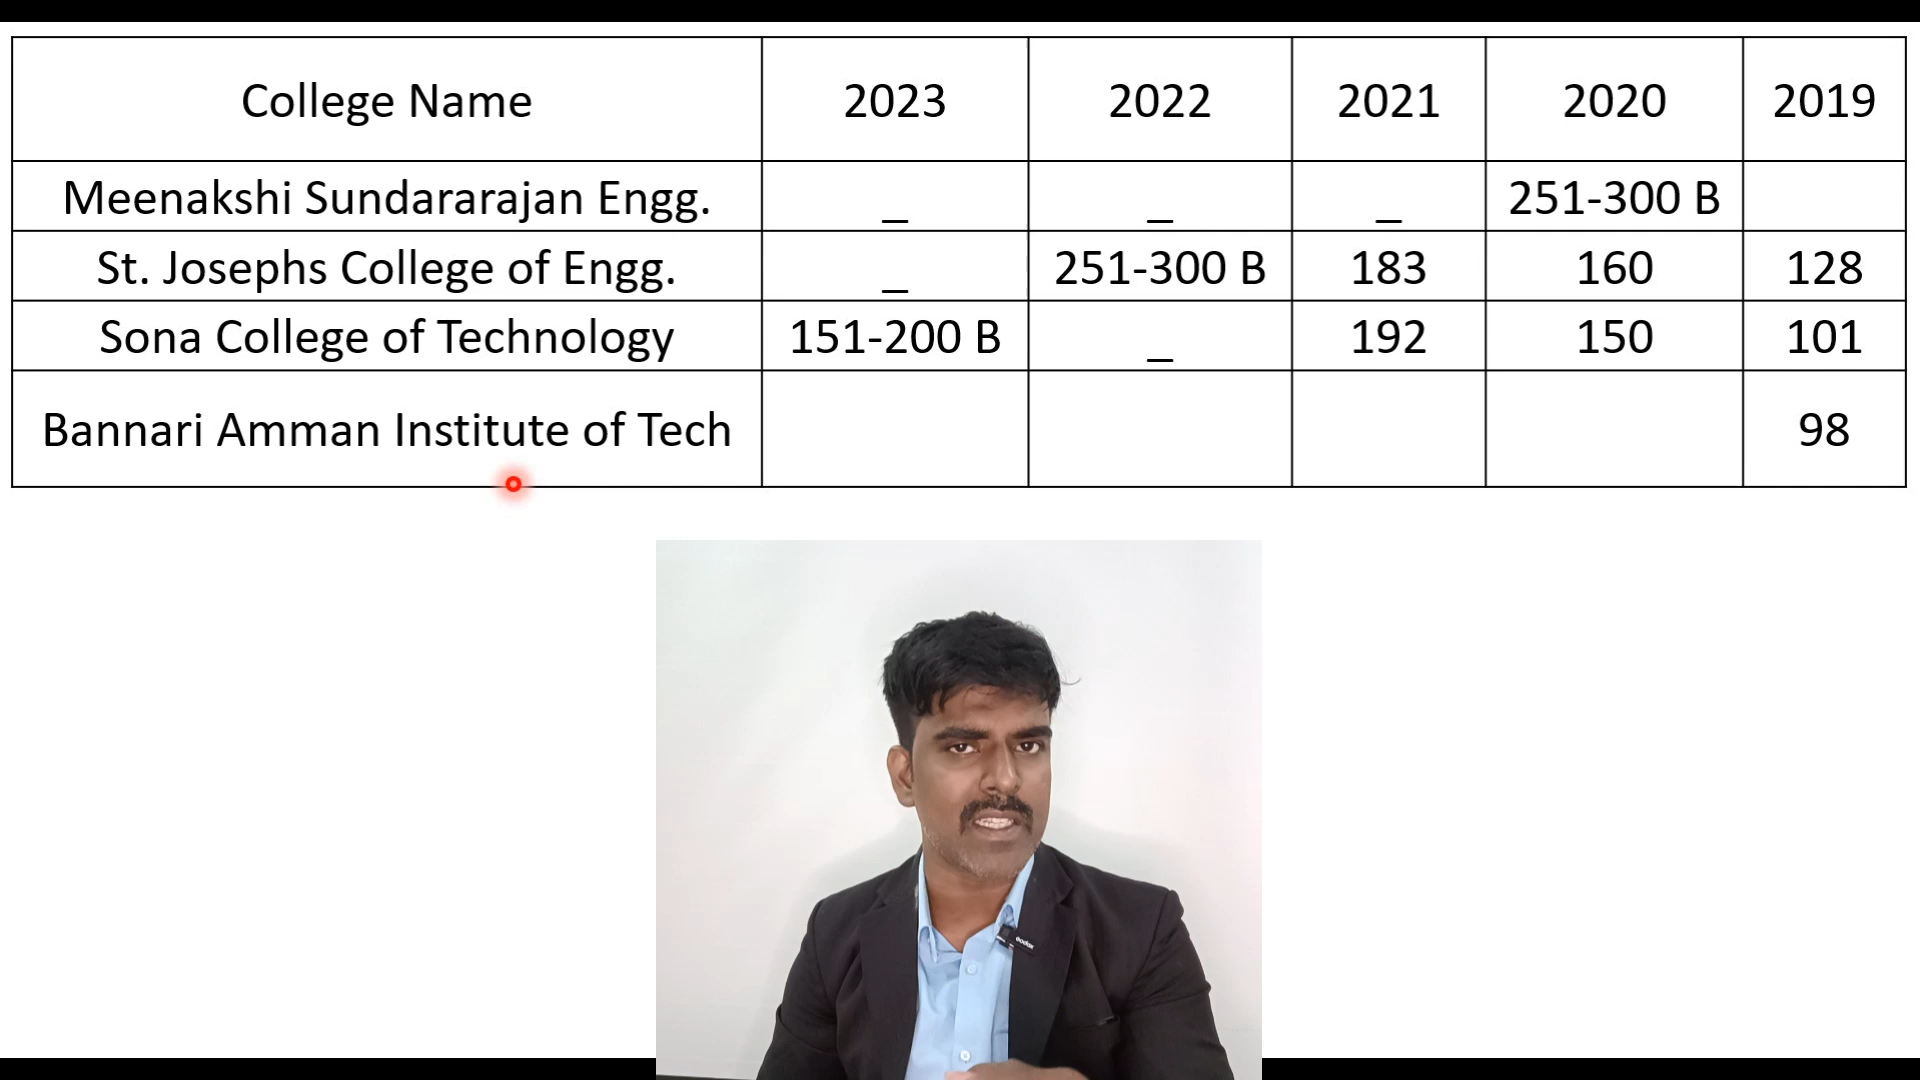 College Name 2023 2022 2021 2020 2019
Meenakshi Sundararajan Engg. _ _ _ 251-300 B
St. Josephs College of Engg. _ 251-300 B 183 160 128
Sona College of Technology 151-200 B _ 192 150 101
Bannari Amman Institute of Tech 98
Godox